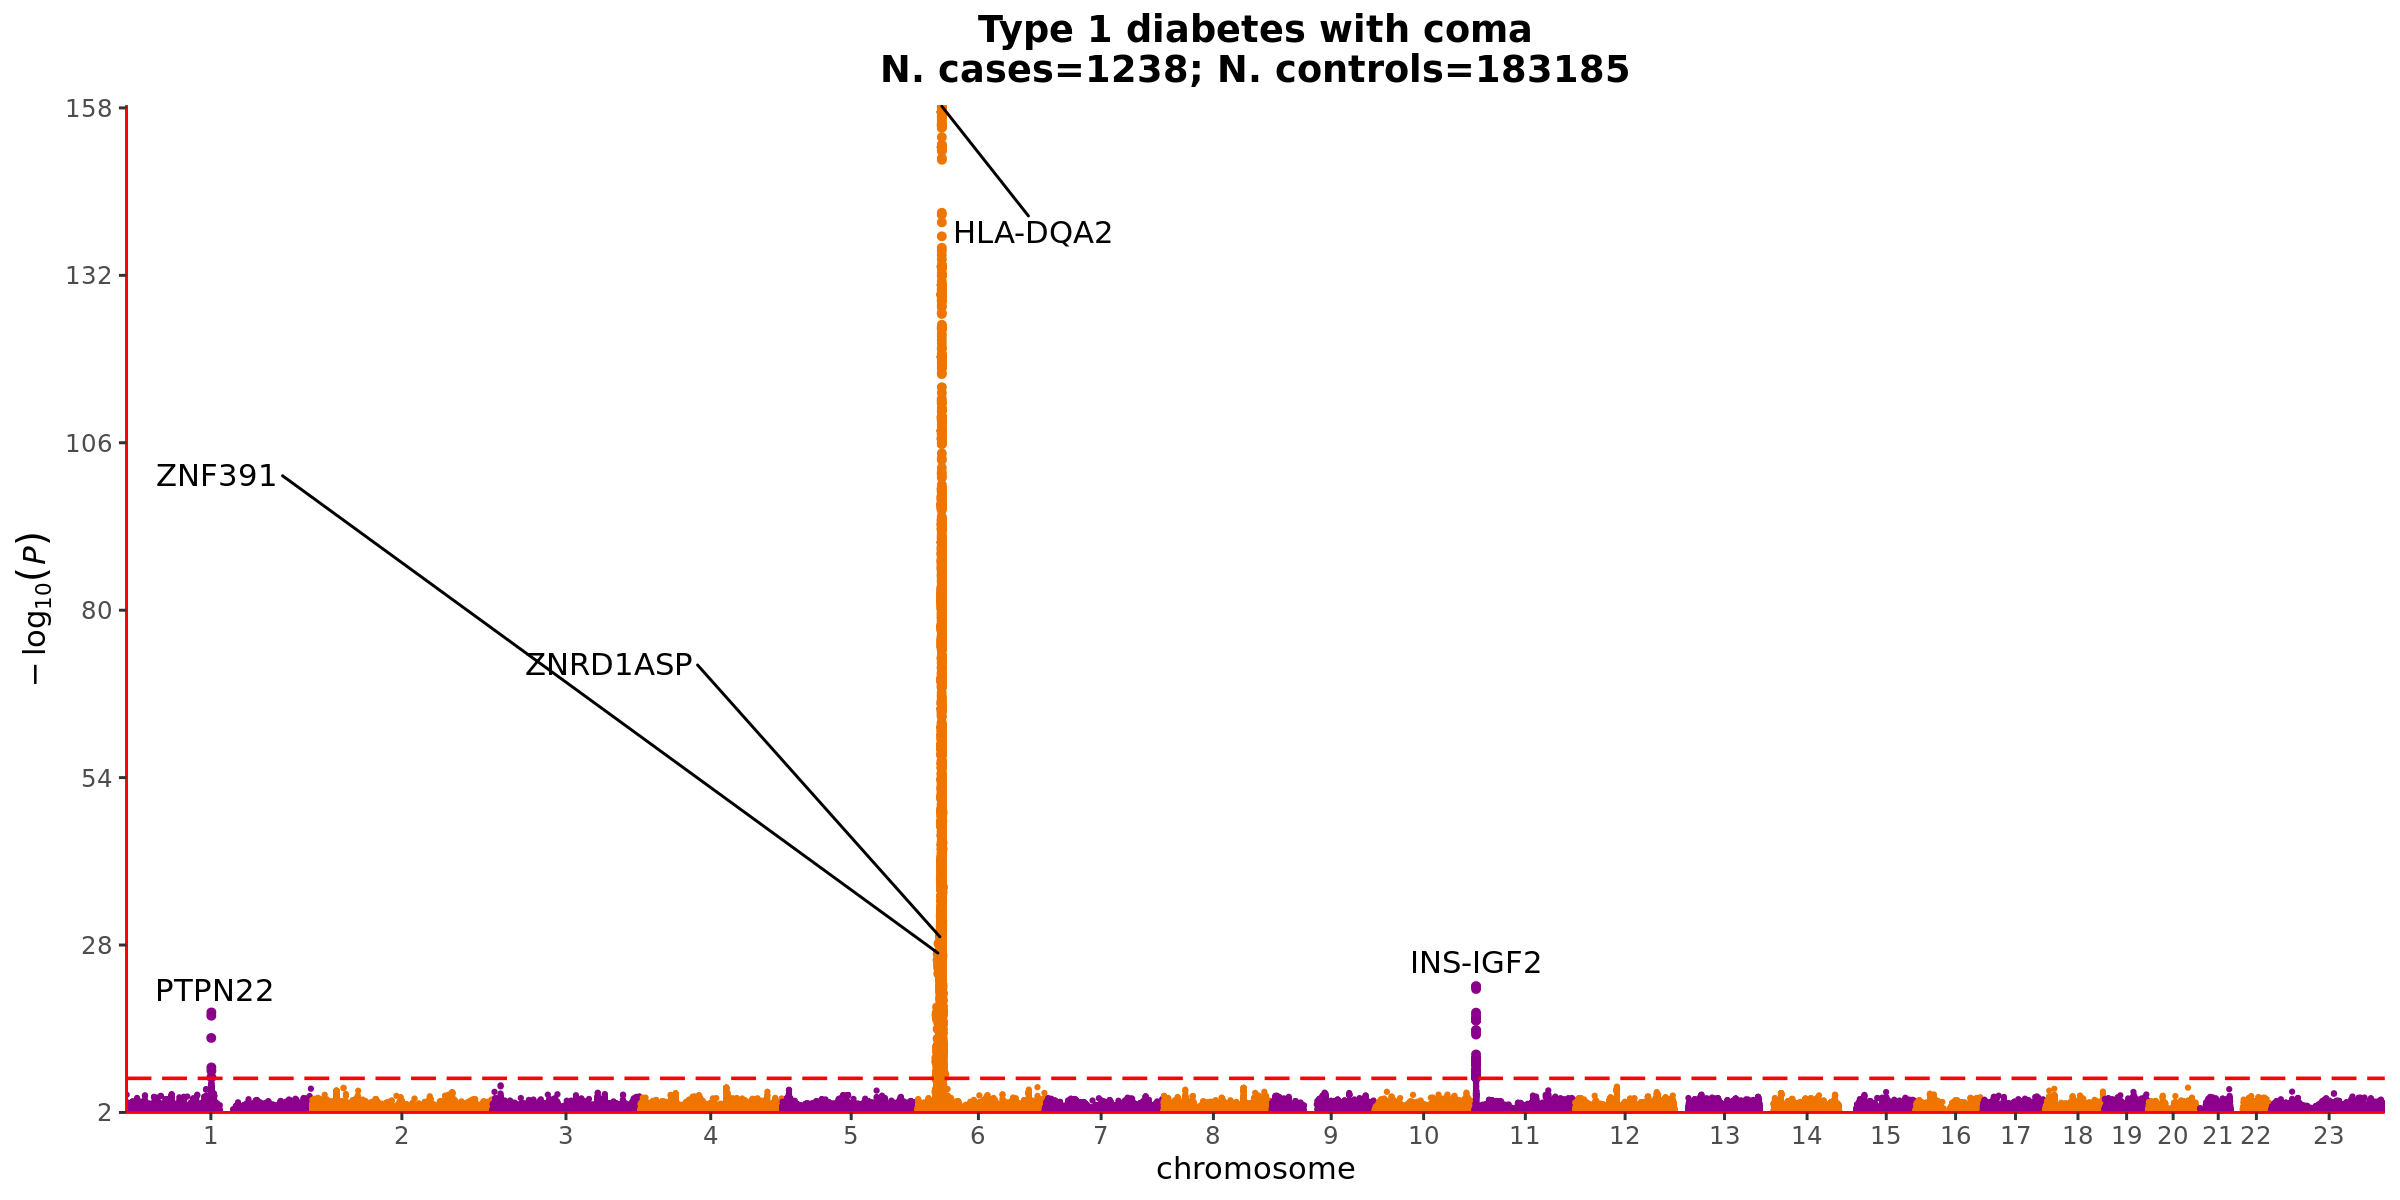 Type 1 diabetes with coma
N. cases=1238; N. controls=183185
158
132
106
80
54
28
2
−log10(P)
HLA-DQA2
ZNF391
ZNRD1ASP
INS-IGF2
PTPN22
1 2 3 4 5 6 7 8 9 10 11 12 13 14 15 16 17 18 19 20 21 22 23
chromosome